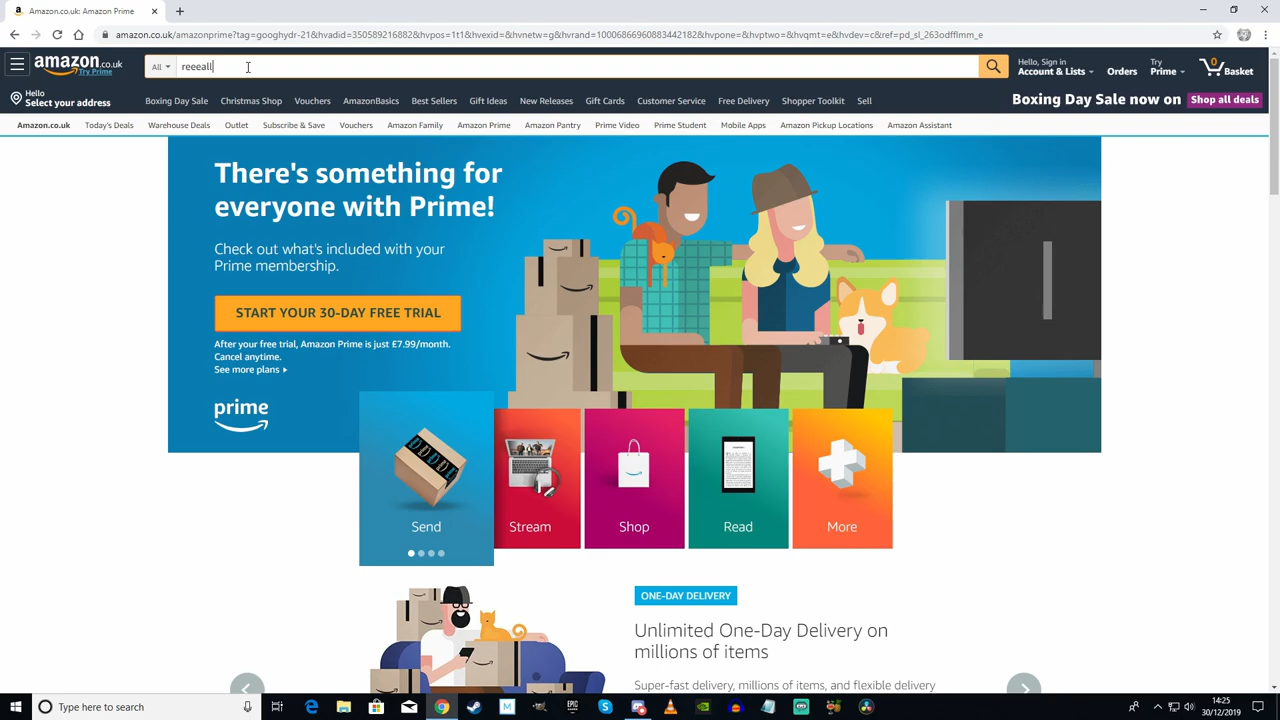 Amazon.co.uk: Amazon Prime
amazon.co.uk/amazonprime?tag=googhydr-21&hvadid=350589216882&hvpos=1t1&hvexid=&hvnetw=g&hvrand=10006866960883442182&hvpone=&hvptwo=&hvqmt=e&hvdev=c&ref=pd_sl_263odfflmm_e
amazon.co.uk
Try Prime
All
reeeall
Hello, Sign in
Account & Lists
Orders
Try
Prime
0
Basket
Hello
Select your address
Boxing Day Sale Christmas Shop Vouchers AmazonBasics Best Sellers Gift Ideas New Releases Gift Cards Customer Service Free Delivery Shopper Toolkit Sell
Boxing Day Sale now on Shop all deals
Amazon.co.uk Today's Deals Warehouse Deals Outlet Subscribe & Save Vouchers Amazon Family Amazon Prime Amazon Pantry Prime Video Prime Student Mobile Apps Amazon Pickup Locations Amazon Assistant
There's something for
everyone with Prime!
Check out what's included with your
Prime membership.
START YOUR 30-DAY FREE TRIAL
After your free trial, Amazon Prime is just £7.99/month.
Cancel anytime.
See more plans
prime
Send
Stream
Shop
Read
More
ONE-DAY DELIVERY
Unlimited One-Day Delivery on
millions of items
Super-fast delivery, millions of items, and flexible delivery
Type here to search
EPIC
14:25
30/12/2019